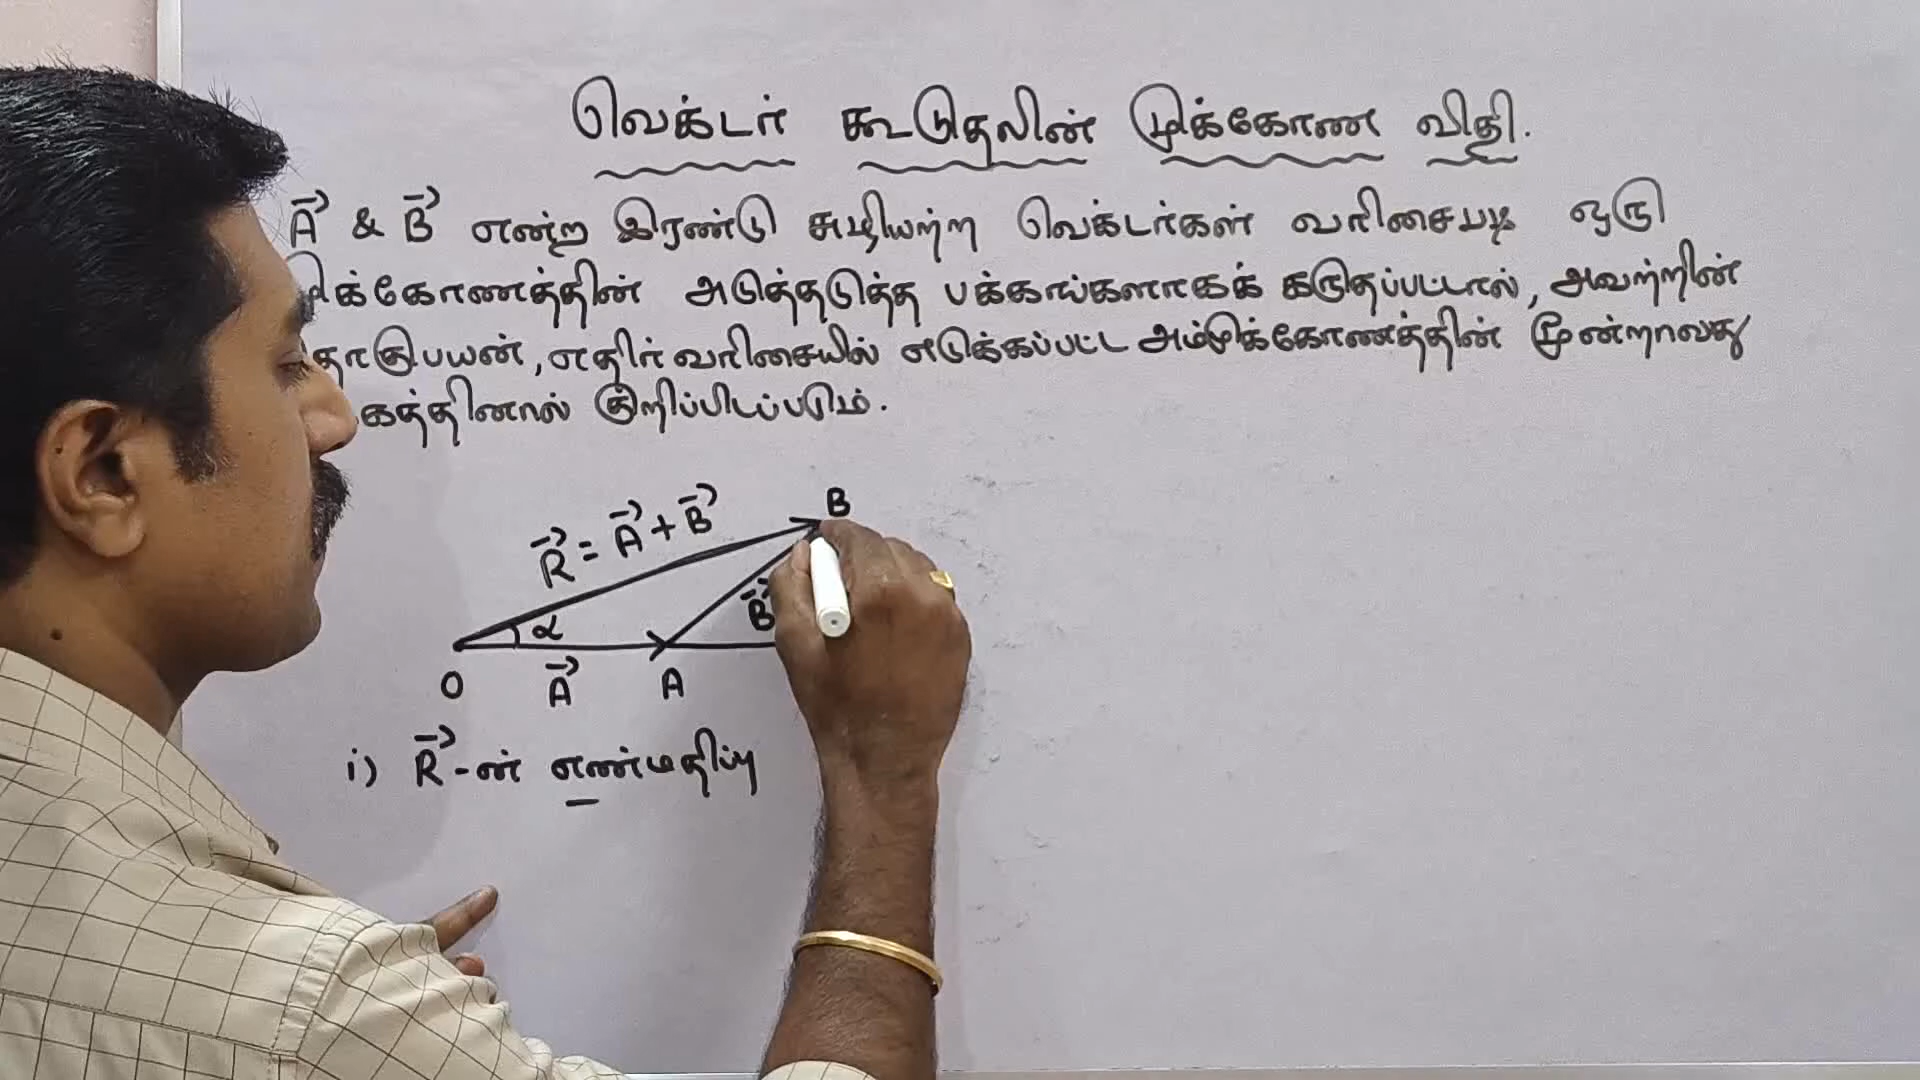 வெக்டர் கூடுதலின் முக்கோண விதி.
A⃗ & B⃗ என்ற இரண்டு சுழியற்ற வெக்டர்கள் வரிசைபடி ஒரு
க்கோணத்தின் அடுத்தடுத்த பக்கங்களாகக் கருதப்பட்டால், அவற்றின்
தொகுபயன், எதிர் வரிசையில் எடுக்கப்பட்ட அம்முக்கோணத்தின் மூன்றாவது
கத்தினால் குறிப்பிடப்படும்.
R⃗ = A⃗ + B⃗
B
α
B⃗
O
A⃗
A
i) R⃗-ன் எண்மதிப்பு